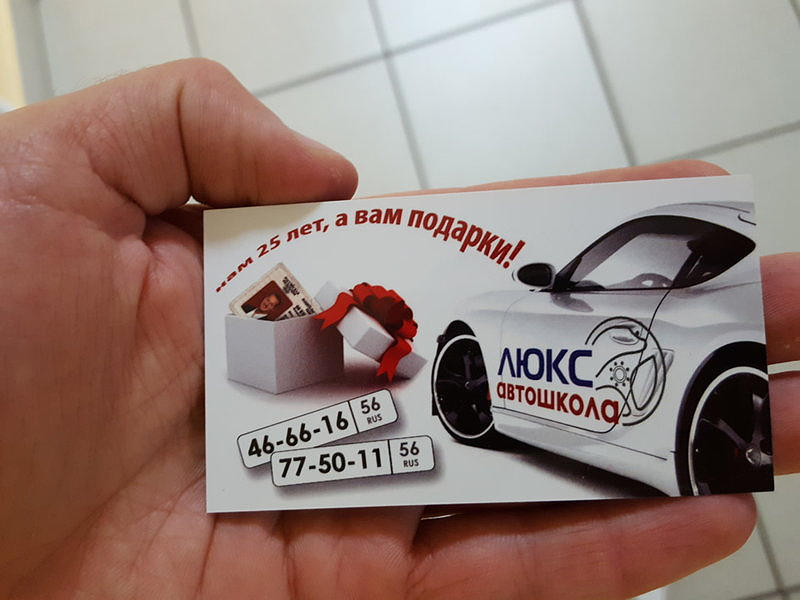 нам 25 лет, а вам подарки!
ЛЮКС
автошкола
46-66-16 56 RUS
77-50-11 56 RUS